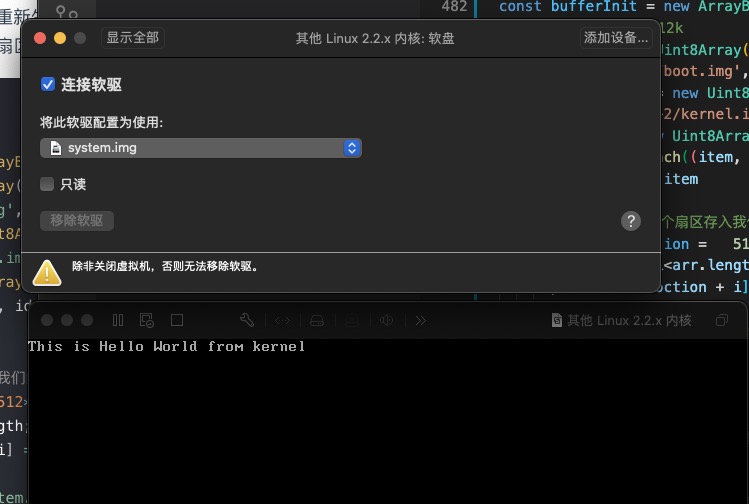 重新
482 const bufferInit = new ArrayB
显示全部
其他 Linux 2.2.x 内核: 软盘
添加设备...
12k
扇区
Uint8Array(
连接软驱
boot.img',
= new Uint8
将此软驱配置为使用:
2/kernel.i
system.img
Uint8Arra
ayB
ach((item,
ray(
只读
item
g',
移除软驱
?
个扇区存入我
t8A
ion = 51
.im
除非关闭虚拟机，否则无法移除软驱。
i<arr.length
rray
oction + i]
, id
其他 Linux 2.2.x 内核
This is Hello World from kernel
我们
512*
gth;
i] =
tem.